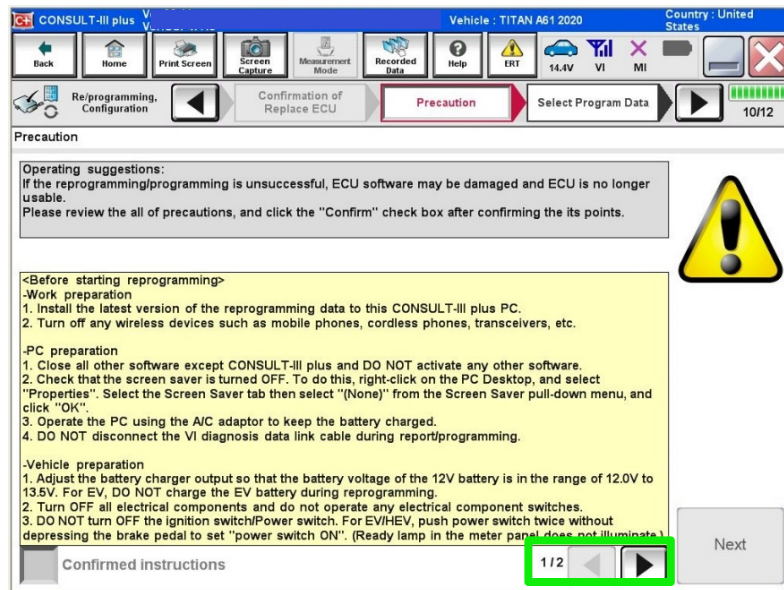 CONSULT-III plus
Vehicle : TITAN A61 2020
Country : United States
Back
Home
Print Screen
Screen Capture
Measurement Mode
Recorded Data
Help
ERT
14.4V
VI
MI
Re/programming, Configuration
Confirmation of Replace ECU
Precaution
Select Program Data
10/12
Precaution
Operating suggestions:
If the reprogramming/programming is unsuccessful, ECU software may be damaged and ECU is no longer
usable.
Please review the all of precautions, and click the "Confirm" check box after confirming the its points.
<Before starting reprogramming>
-Work preparation
1. Install the latest version of the reprogramming data to this CONSULT-III plus PC.
2. Turn off any wireless devices such as mobile phones, cordless phones, transceivers, etc.
-PC preparation
1. Close all other software except CONSULT-III plus and DO NOT activate any other software.
2. Check that the screen saver is turned OFF. To do this, right-click on the PC Desktop, and select
"Properties". Select the Screen Saver tab then select "(None)" from the Screen Saver pull-down menu, and
click "OK".
3. Operate the PC using the A/C adaptor to keep the battery charged.
4. DO NOT disconnect the VI diagnosis data link cable during report/programming.
-Vehicle preparation
1. Adjust the battery charger output so that the battery voltage of the 12V battery is in the range of 12.0V to
13.5V. For EV, DO NOT charge the EV battery during reprogramming.
2. Turn OFF all electrical components and do not operate any electrical component switches.
3. DO NOT turn OFF the ignition switch/Power switch. For EV/HEV, push power switch twice without
depressing the brake pedal to set "power switch ON". (Ready lamp in the meter panel does not illuminate.)
Confirmed instructions
1/2
Next